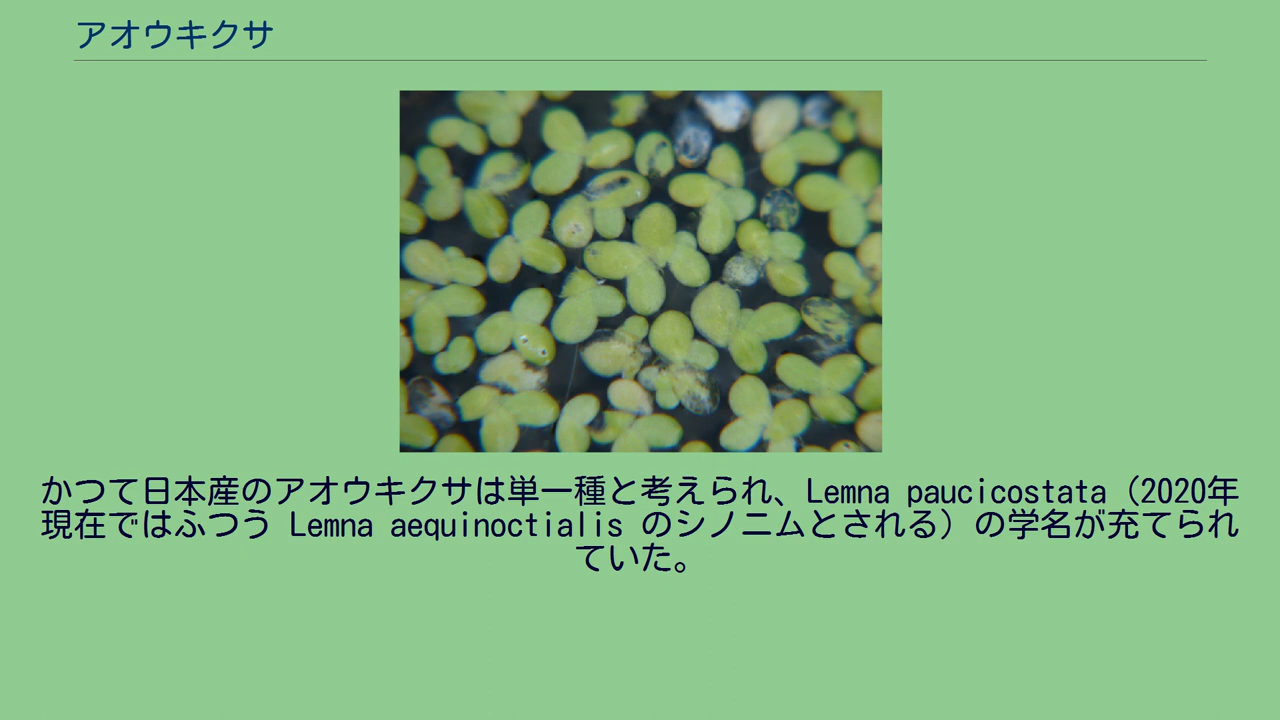 アオウキクサ
かつて日本産のアオウキクサは単一種と考えられ、Lemna paucicostata（2020年
現在ではふつう Lemna aequinoctialis のシノニムとされる）の学名が充てられ
ていた。